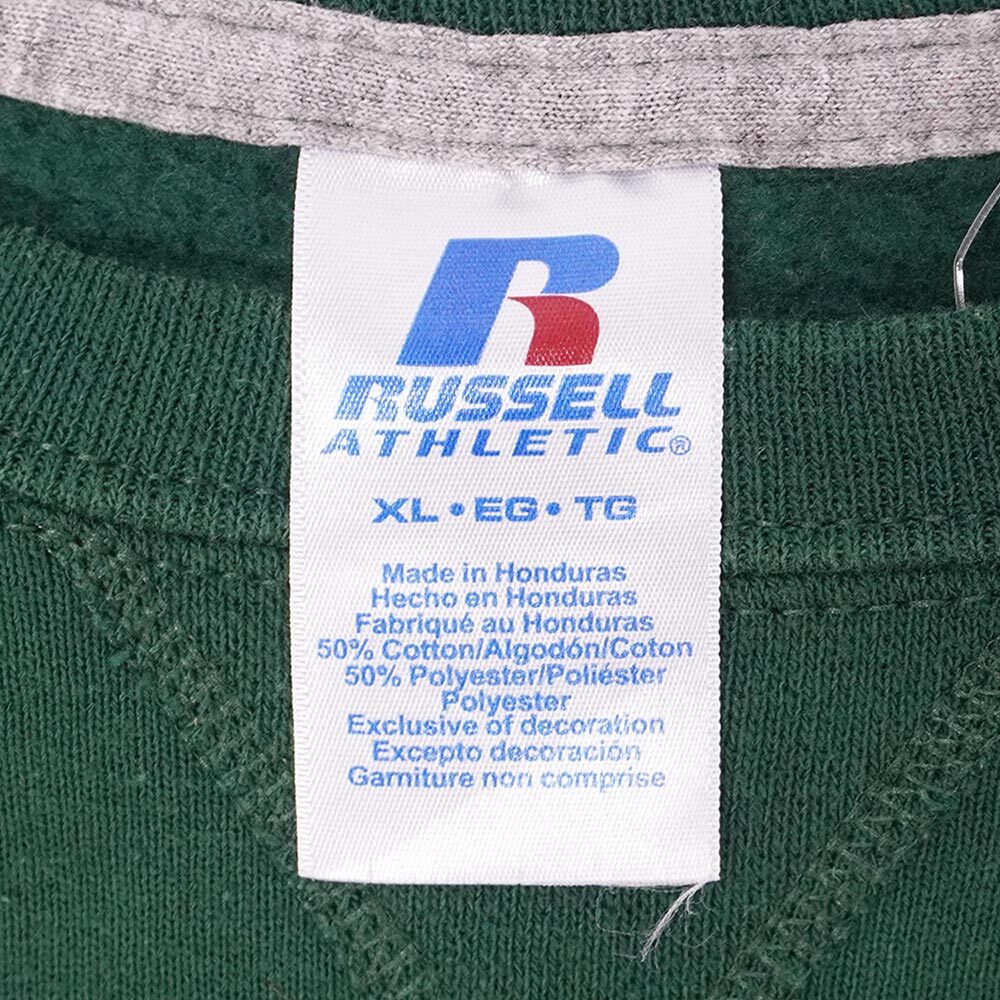 R
RUSSELL
ATHLETIC®
XL • EG • TG
Made in Honduras
Hecho en Honduras
Fabriqué au Honduras
50% Cotton/Algodón/Coton
50% Polyester/Poliéster
Polyester
Exclusive of decoration
Excepto decoración
Garniture non comprise